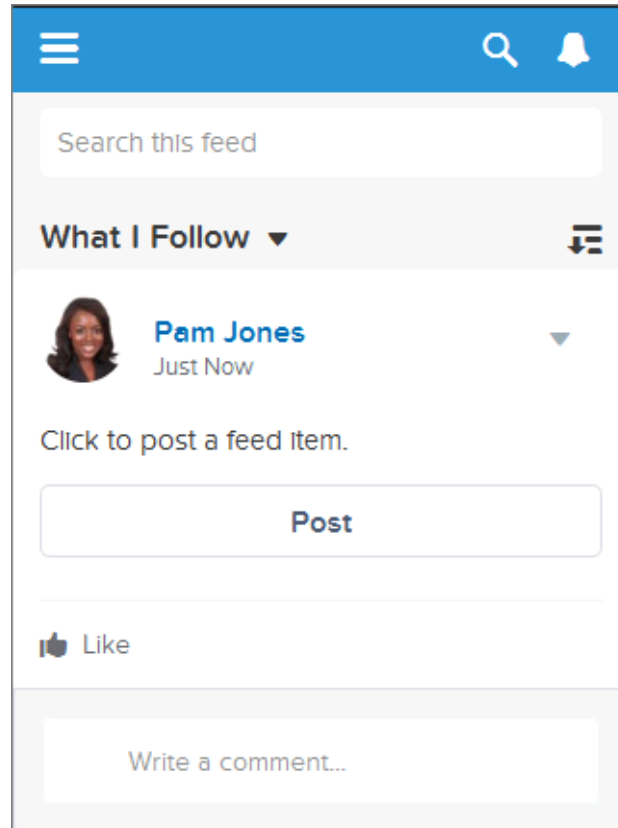 Search this feed
What I Follow
Pam Jones
Just Now
Click to post a feed item.
Post
Like
Write a comment...